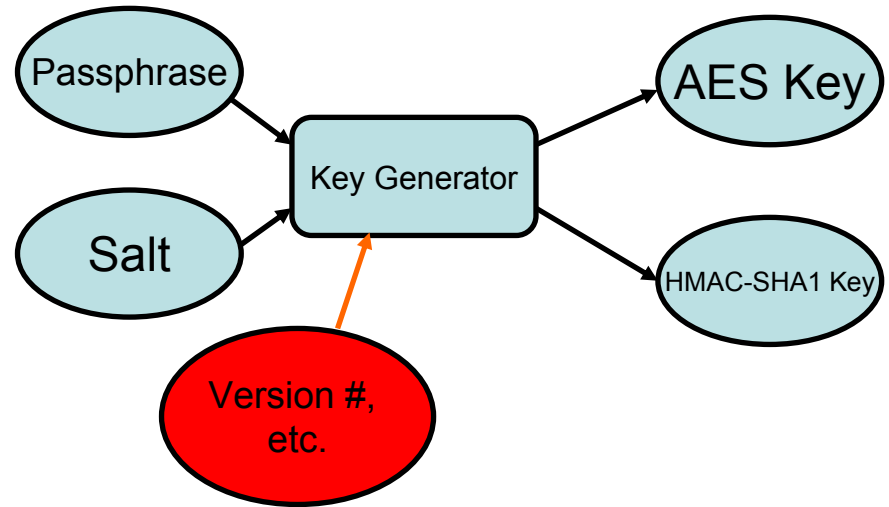 Passphrase
AES Key
Key Generator
Salt
HMAC-SHA1 Key
Version #,
etc.